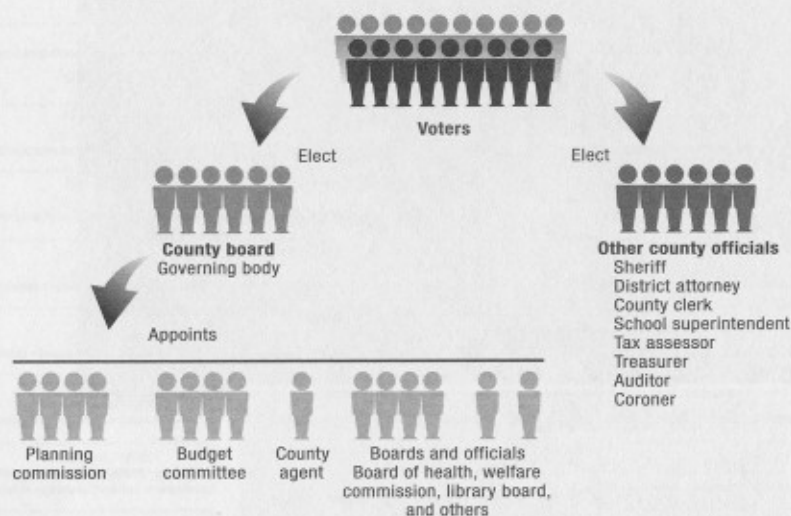 Voters
Elect
Elect
County board
Governing body
Other county officials
Sheriff
District attorney
County clerk
School superintendent
Tax assessor
Treasurer
Auditor
Coroner
Appoints
Planning
commission
Budget
committee
County
agent
Boards and officials
Board of health, welfare
commission, library board,
and others